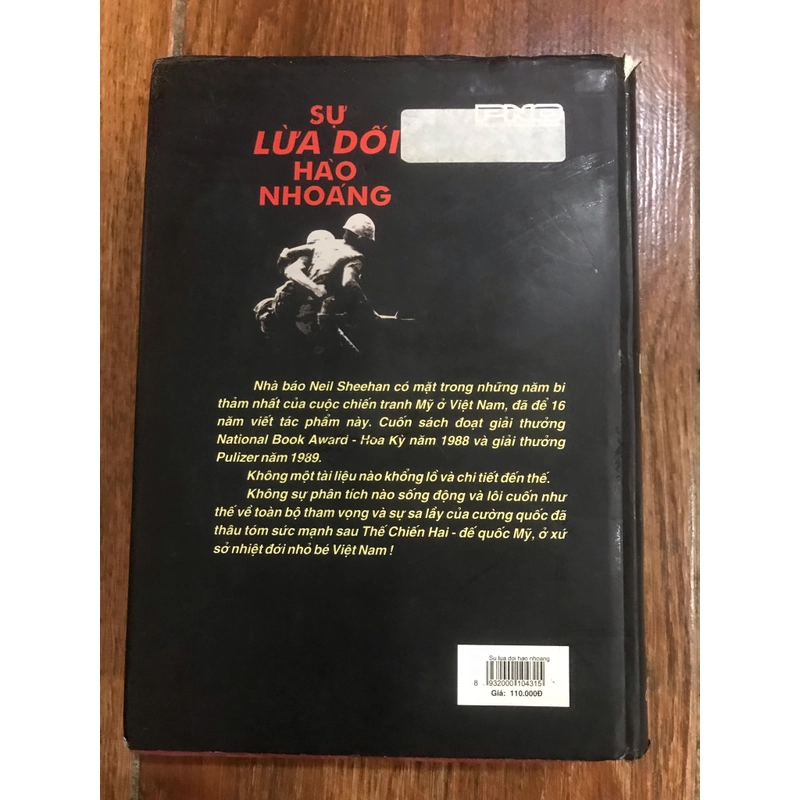 SỰ
LỪA DỐI
HÀO
NHOÁNG
PNC
Nhà báo Neil Sheehan có mặt trong những năm bi
thảm nhất của cuộc chiến tranh Mỹ ở Việt Nam, đã để 16
năm viết tác phẩm này. Cuốn sách đoạt giải thưởng
National Book Award - Hoa Kỳ năm 1988 và giải thưởng
Pulizer năm 1989.
Không một tài liệu nào khổng lồ và chi tiết đến thế.
Không sự phân tích nào sống động và lôi cuốn như
thế về toàn bộ tham vọng và sự sa lầy của cường quốc đã
thâu tóm sức mạnh sau Thế Chiến Hai - đế quốc Mỹ, ở xứ
sở nhiệt đới nhỏ bé Việt Nam !
Su lua doi hao nhoang
8 932000 104315
Giá: 110.000Đ